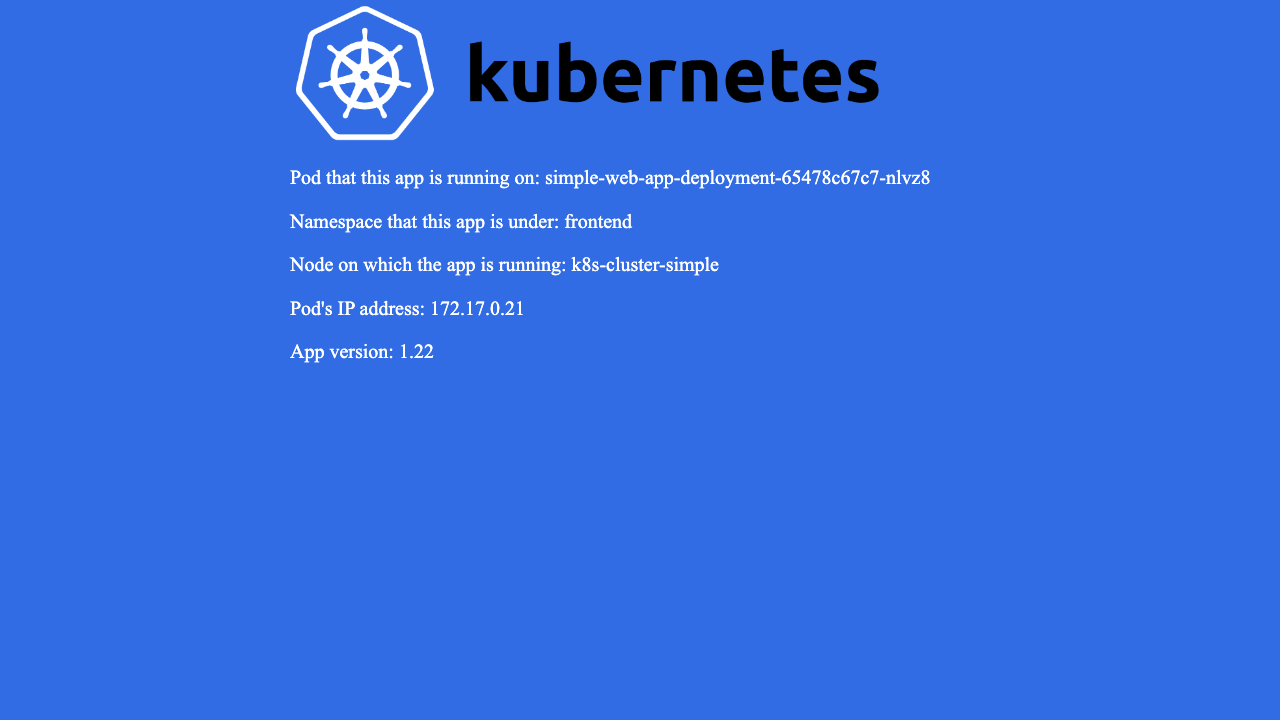 kubernetes
Pod that this app is running on: simple-web-app-deployment-65478c67c7-nlvz8
Namespace that this app is under: frontend
Node on which the app is running: k8s-cluster-simple
Pod's IP address: 172.17.0.21
App version: 1.22